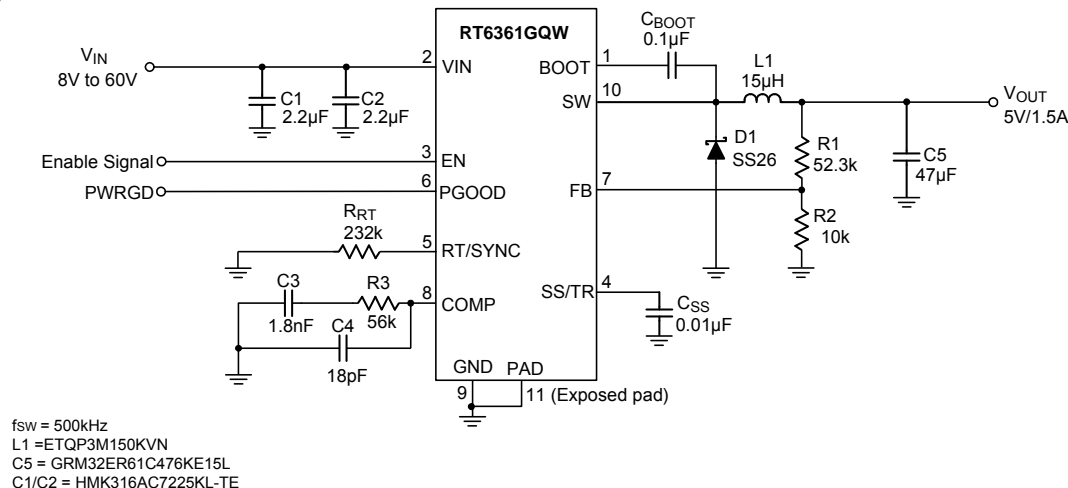 RT6361GQW
VIN
8V to 60V
2
VIN
C1
2.2µF
C2
2.2µF
Enable Signal
3
EN
PWRGD
6
PGOOD
RRT
232k
5
RT/SYNC
C3
1.8nF
R3
56k
8
COMP
C4
18pF
GND
PAD
9
11 (Exposed pad)
CBOOT
0.1µF
1
BOOT
10
SW
L1
15µH
VOUT
5V/1.5A
D1
SS26
R1
52.3k
C5
47µF
7
FB
R2
10k
4
SS/TR
CSS
0.01µF
fSW = 500kHz
L1 =ETQP3M150KVN
C5 = GRM32ER61C476KE15L
C1/C2 = HMK316AC7225KL-TE